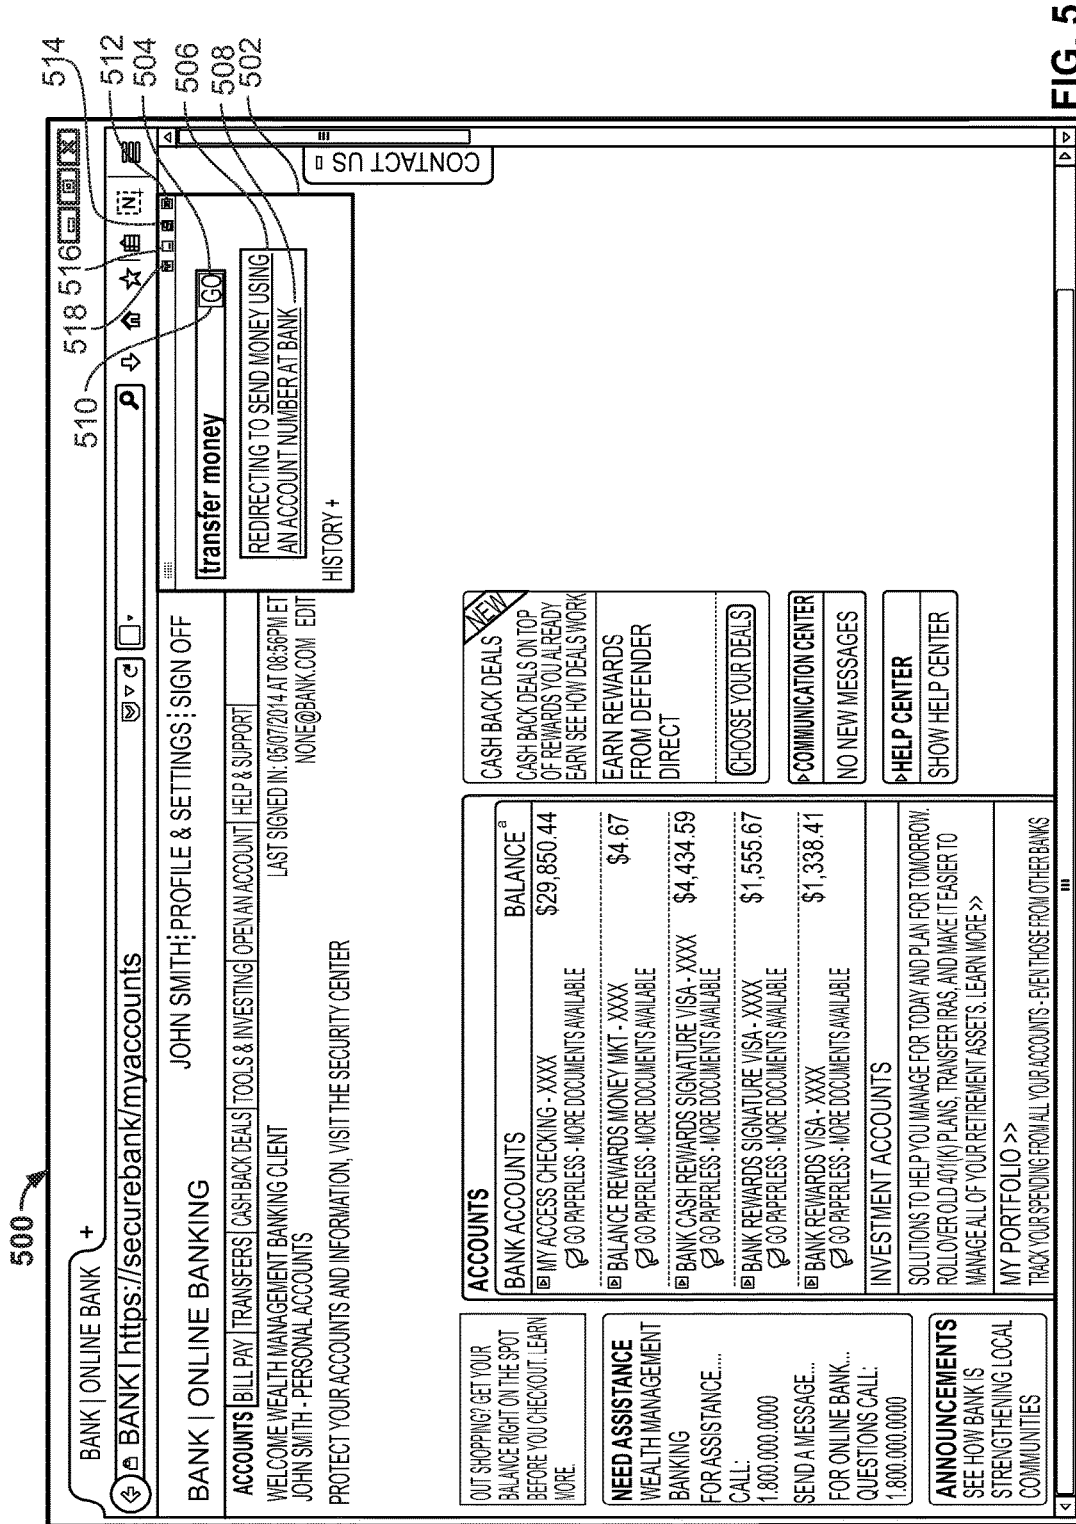 500
BANK | ONLINE BANK +
BANK | https://securebank/myaccounts
BANK | ONLINE BANKING
JOHN SMITH PROFILE & SETTINGS SIGN OFF
ACCOUNTS BILL PAY TRANSFERS CASH BACK DEALS TOOLS & INVESTING OPEN AN ACCOUNT HELP & SUPPORT
WELCOME WEALTH MANAGEMENT BANKING CLIENT
LAST SIGNED IN: 05/07/2014 AT 08:56PM ET
JOHN SMITH - PERSONAL ACCOUNTS
NONE@BANK.COM EDIT
PROTECT YOUR ACCOUNTS AND INFORMATION, VISIT THE SECURITY CENTER
transfer money GO
REDIRECTING TO SEND MONEY USING
AN ACCOUNT NUMBER AT BANK
HISTORY +
CONTACT US
510
518
516
514
512
504
506
508
502
OUT SHOPPING? GET YOUR
BALANCE RIGHT ON THE SPOT
BEFORE YOU CHECKOUT. LEARN
MORE.
NEED ASSISTANCE
WEALTH MANAGEMENT
BANKING
FOR ASSISTANCE....
CALL:
1.800.000.0000
SEND A MESSAGE...
FOR ONLINE BANK...
QUESTIONS CALL:
1.800.000.0000
ANNOUNCEMENTS
SEE HOW BANK IS
STRENGTHENING LOCAL
COMMUNITIES
ACCOUNTS
BANK ACCOUNTS BALANCE a
MY ACCESS CHECKING - XXXX $29,850.44
GO PAPERLESS - MORE DOCUMENTS AVAILABLE
BALANCE REWARDS MONEY MKT - XXXX $4.67
GO PAPERLESS - MORE DOCUMENTS AVAILABLE
BANK CASH REWARDS SIGNATURE VISA - XXXX $4,434.59
GO PAPERLESS - MORE DOCUMENTS AVAILABLE
BANK REWARDS SIGNATURE VISA - XXXX $1,555.67
GO PAPERLESS - MORE DOCUMENTS AVAILABLE
BANK REWARDS VISA - XXXX $1,338.41
GO PAPERLESS - MORE DOCUMENTS AVAILABLE
INVESTMENT ACCOUNTS
SOLUTIONS TO HELP YOU MANAGE FOR TODAY AND PLAN FOR TOMORROW.
ROLLOVER OLD 401(K) PLANS, TRANSFER IRAS, AND MAKE IT EASIER TO
MANAGE ALL OF YOUR RETIREMENT ASSETS. LEARN MORE >>
MY PORTFOLIO >>
TRACK YOUR SPENDING FROM ALL YOUR ACCOUNTS - EVEN THOSE FROM OTHER BANKS
NEW
CASH BACK DEALS
CASH BACK DEALS ON TOP
OF REWARDS YOU ALREADY
EARN SEE HOW DEALS WORK
EARN REWARDS
FROM DEFENDER
DIRECT
CHOOSE YOUR DEALS
COMMUNICATION CENTER
NO NEW MESSAGES
HELP CENTER
SHOW HELP CENTER
FIG. 5